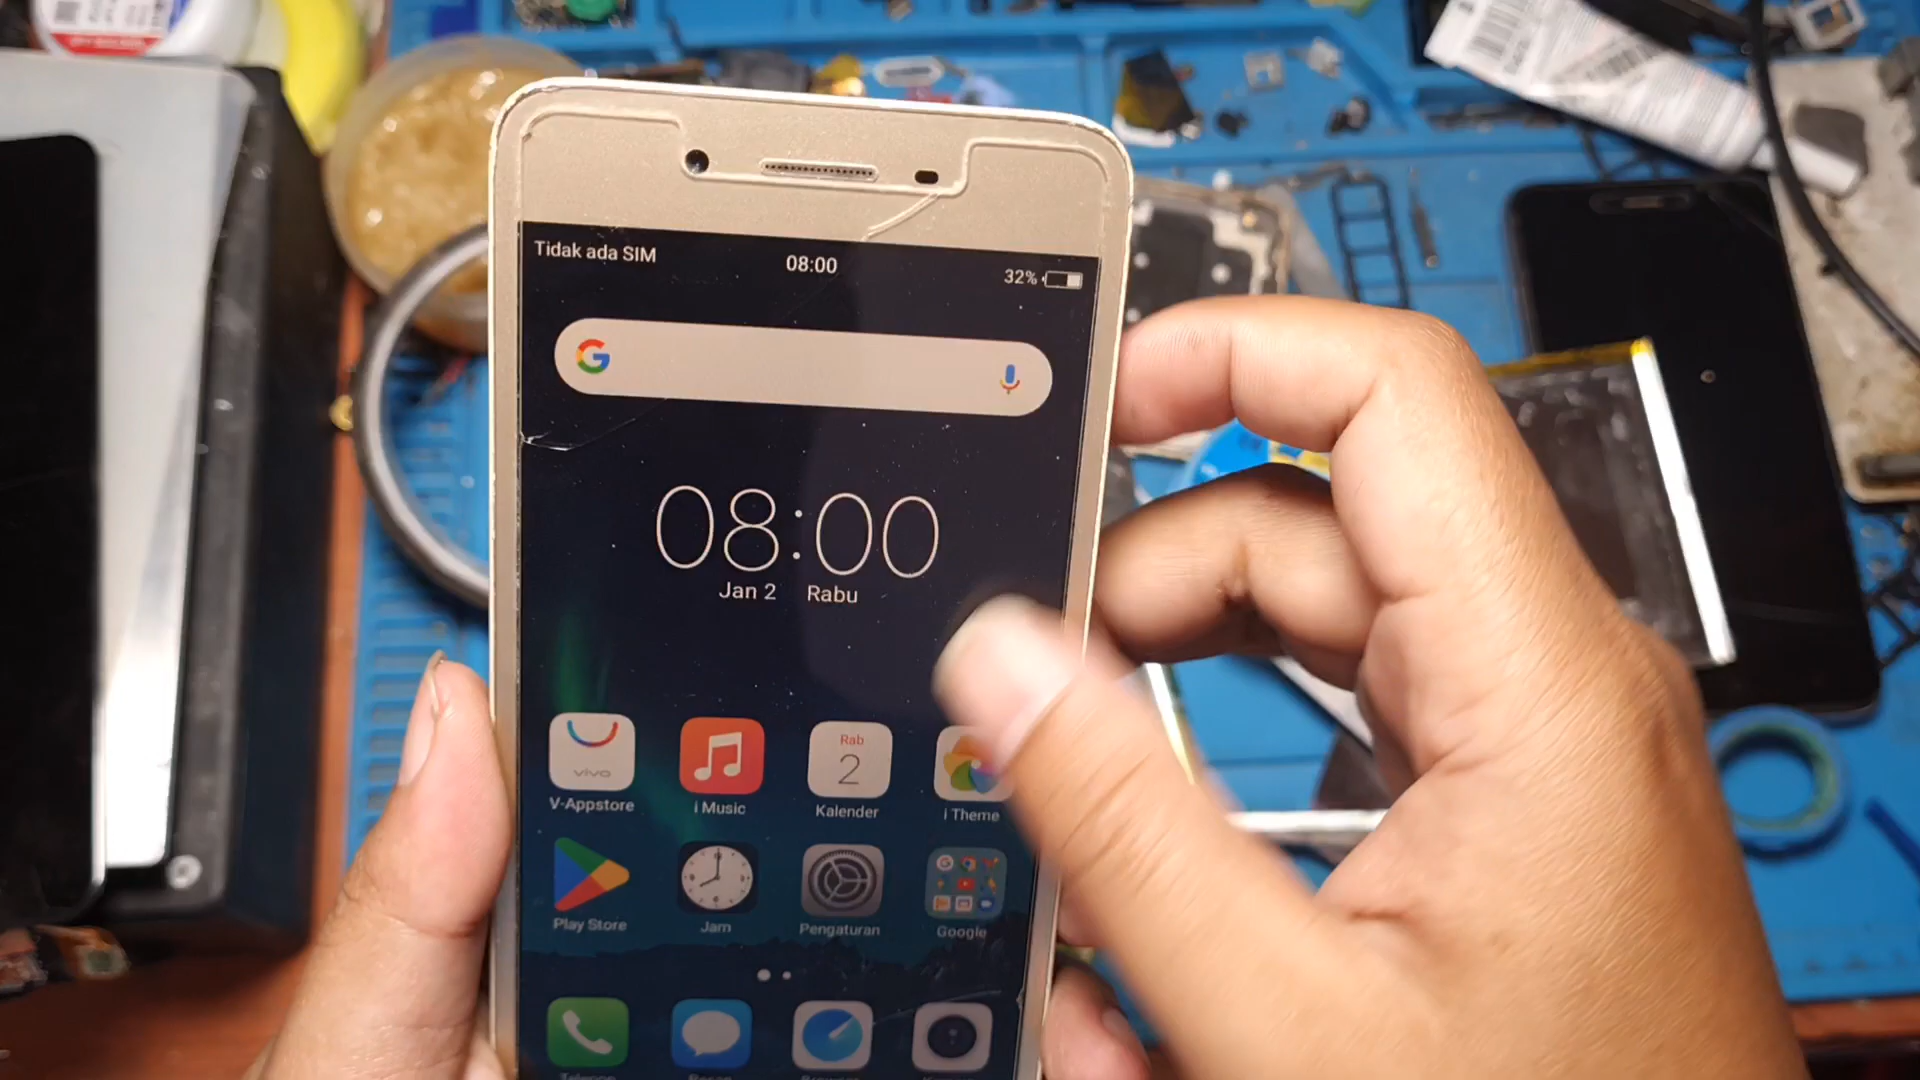 Tidak ada SIM
08:00
32%
08:00
Jan 2 Rabu
vivo
Rab
2
V-Appstore
i Music
Kalender
i Theme
Play Store
Jam
Pengaturan
Google